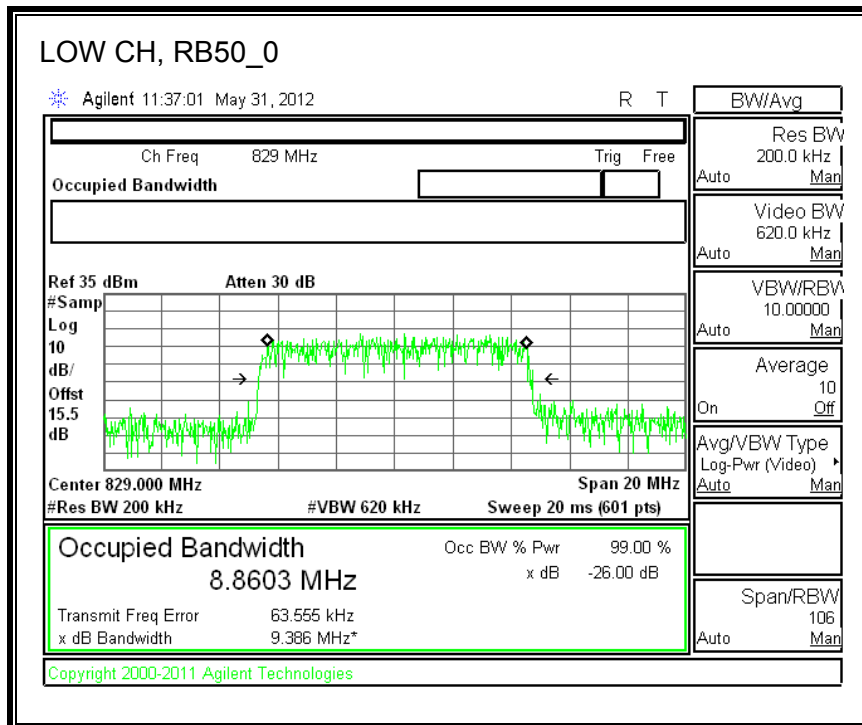 LOW CH, RB50_0
Agilent 11:37:01 May 31, 2012 R T
Ch Freq 829 MHz Trig Free
Occupied Bandwidth
Ref 35 dBm Atten 30 dB
#Samp
Log
10
dB/
Offst
15.5
dB
Center 829.000 MHz Span 20 MHz
#Res BW 200 kHz #VBW 620 kHz Sweep 20 ms (601 pts)
Occupied Bandwidth Occ BW % Pwr 99.00 %
8.8603 MHz x dB -26.00 dB
Transmit Freq Error 63.555 kHz
x dB Bandwidth 9.386 MHz*
Copyright 2000-2011 Agilent Technologies
BW/Avg
Res BW
200.0 kHz
Auto Man
Video BW
620.0 kHz
Auto Man
VBW/RBW
10.00000
Auto Man
Average
10
On Off
Avg/VBW Type
Log-Pwr (Video)
Auto Man
Span/RBW
106
Auto Man